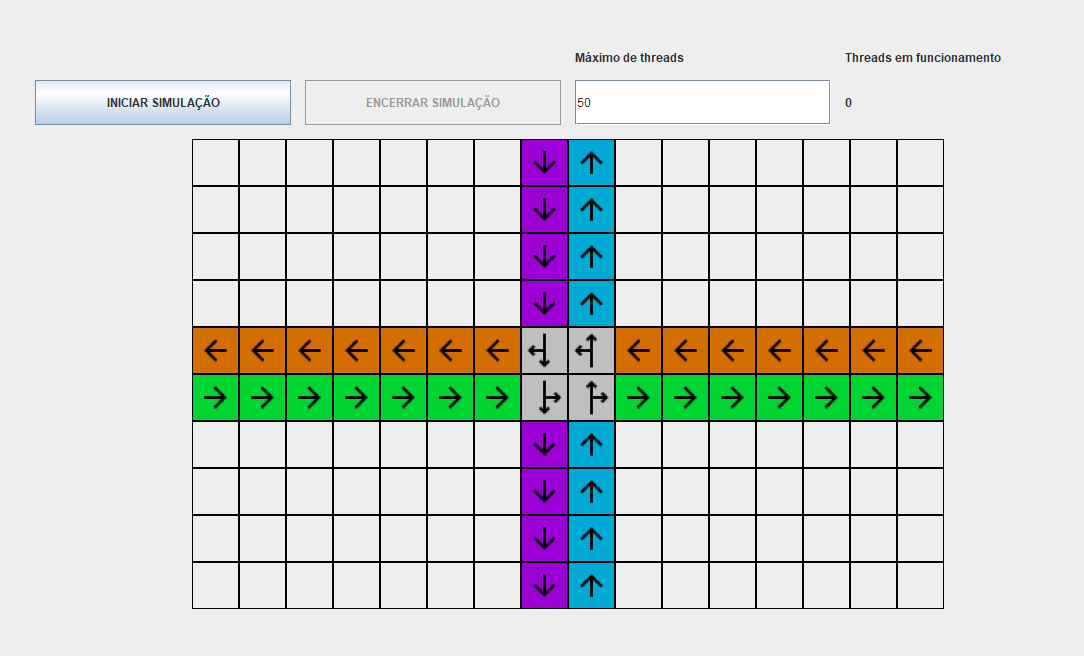 Máximo de threads
Threads em funcionamento
INICIAR SIMULAÇÃO
ENCERRAR SIMULAÇÃO
50
0